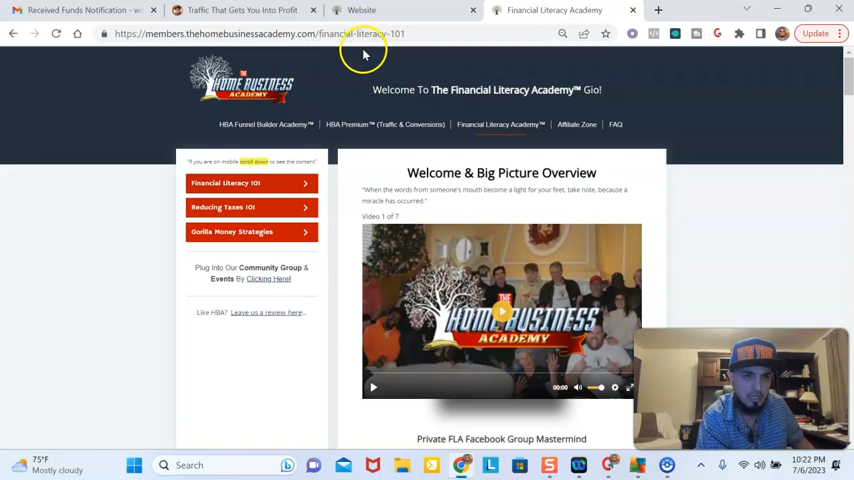 Received Funds Notification - w
Traffic That Gets You Into Profit
Website
Financial Literacy Academy
https://members.thehomebusinessacademy.com/financial-literacy-101
Update
THE
HOME BUSINESS
ACADEMY
Welcome To The Financial Literacy Academy™ Gio!
HBA Funnel Builder Academy™ | HBA Premium™ (Traffic & Conversions) | Financial Literacy Academy™ | Affiliate Zone | FAQ
"if you are on mobile scroll down to see the content"
Financial Literacy 101
Reducing Taxes 101
Gorilla Money Strategies
Plug Into Our Community Group &
Events By Clicking Here!
Like HBA? Leave us a review here...
Welcome & Big Picture Overview
"When the words from someone's mouth become a light for your feet, take note, because a
miracle has occurred."
Video 1 of 7
THE
HOME BUSINESS
ACADEMY
00:00
Private FLA Facebook Group Mastermind
NEW YORK
75°F
Mostly cloudy
Search
10:22 PM
7/6/2023